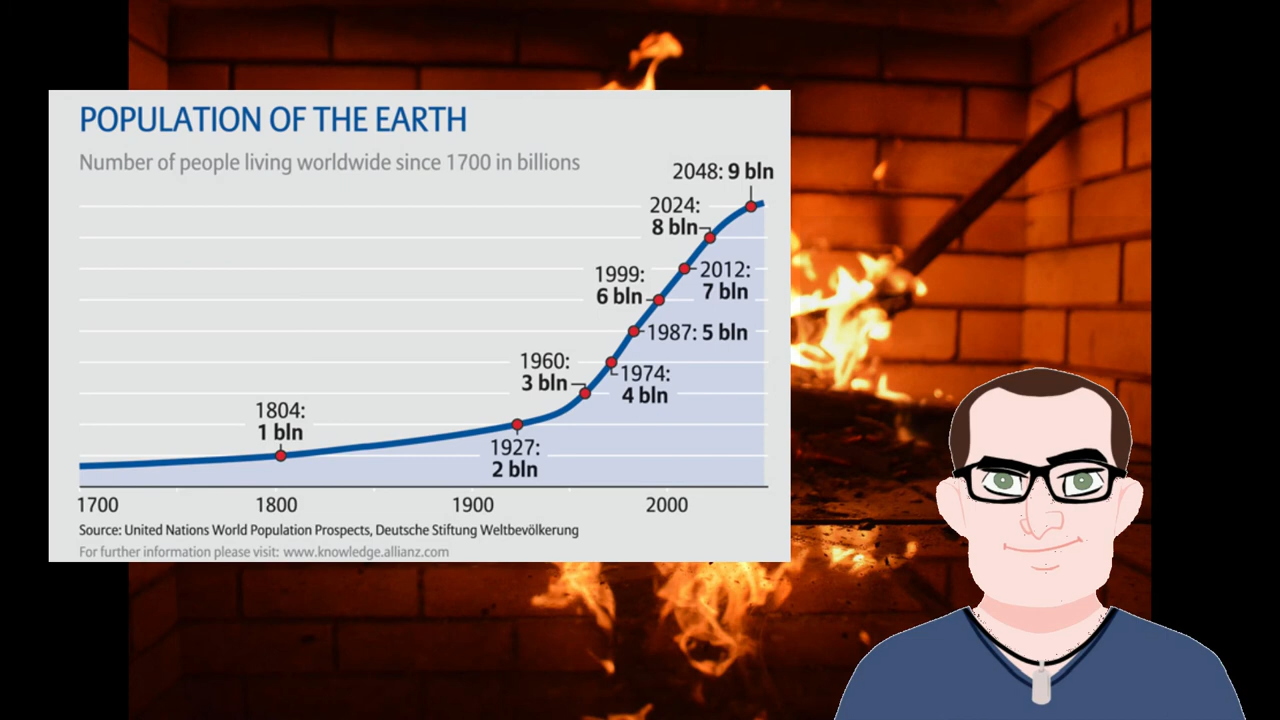 POPULATION OF THE EARTH
Number of people living worldwide since 1700 in billions
2048: 9 bln
2024:
8 bln
1999:
6 bln
2012:
7 bln
1987: 5 bln
1960:
3 bln
1974:
4 bln
1804:
1 bln
1927:
2 bln
1700 1800 1900 2000
Source: United Nations World Population Prospects, Deutsche Stiftung Weltbevölkerung
For further information please visit: www.knowledge.allianz.com